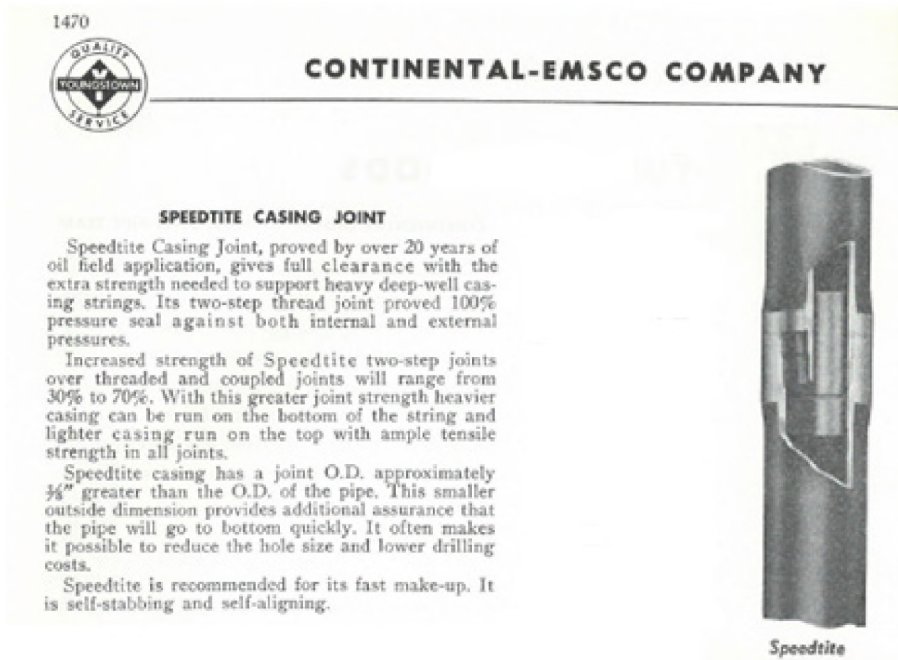 1470
QUALITY
YOUNGSTOWN
SERVICE
CONTINENTAL-EMSCO COMPANY
SPEEDTITE CASING JOINT
Speedtite Casing Joint, proved by over 20 years of
oil field application, gives full clearance with the
extra strength needed to support heavy deep-well cas-
ing strings. Its two-step thread joint proved 100%
pressure seal against both internal and external
pressures.
Increased strength of Speedtite two-step joints
over threaded and coupled joints will range from
30% to 70%. With this greater joint strength heavier
casing can be run on the bottom of the string and
lighter casing run on the top with ample tensile
strength in all joints.
Speedtite casing has a joint O.D. approximately
greater than the O.D. of the pipe. This smaller
outside dimension provides additional assurance that
the pipe will go to bottom quickly. It often makes
it possible to reduce the hole size and lower drilling
costs.
Speedtite is recommended for its fast make-up. It
is self-stabbing and self-aligning.
Speedtite